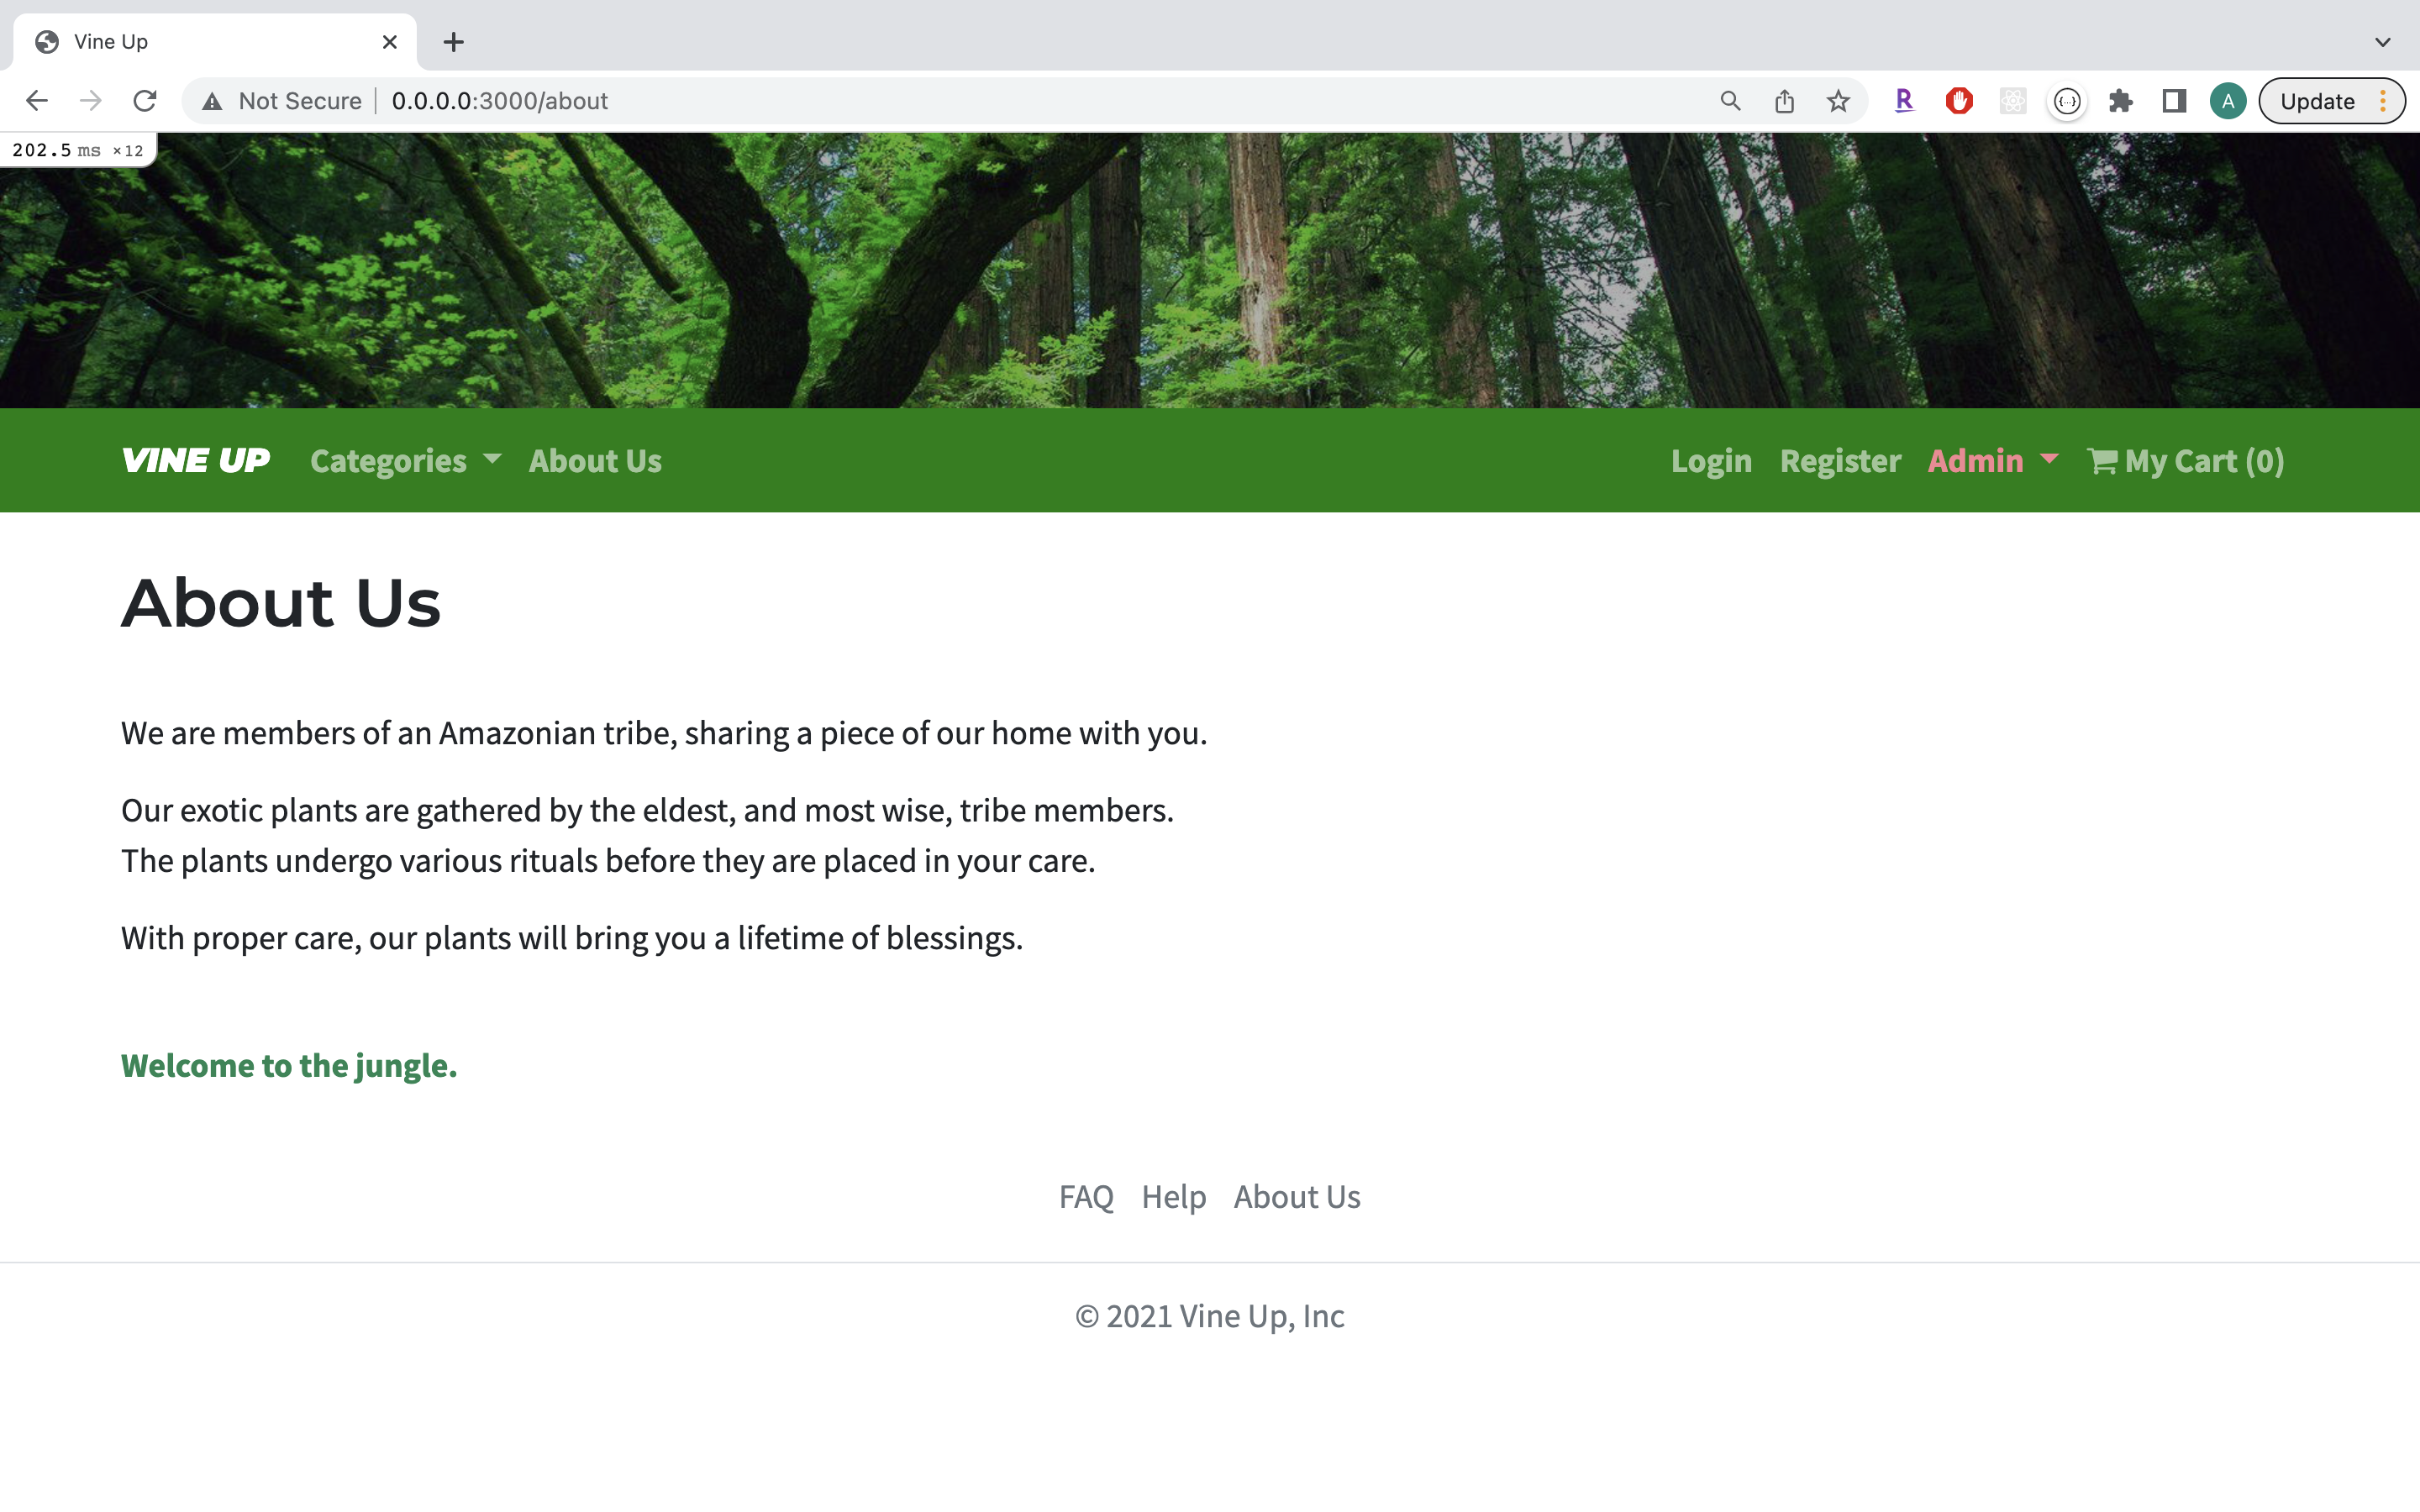 Vine Up
Not Secure 0.0.0.0:3000/about
R
A
Update
202.5 ms ×12
VINE UP Categories About Us Login Register Admin My Cart (0)
About Us
We are members of an Amazonian tribe, sharing a piece of our home with you.
Our exotic plants are gathered by the eldest, and most wise, tribe members.
The plants undergo various rituals before they are placed in your care.
With proper care, our plants will bring you a lifetime of blessings.
Welcome to the jungle.
FAQ Help About Us
© 2021 Vine Up, Inc